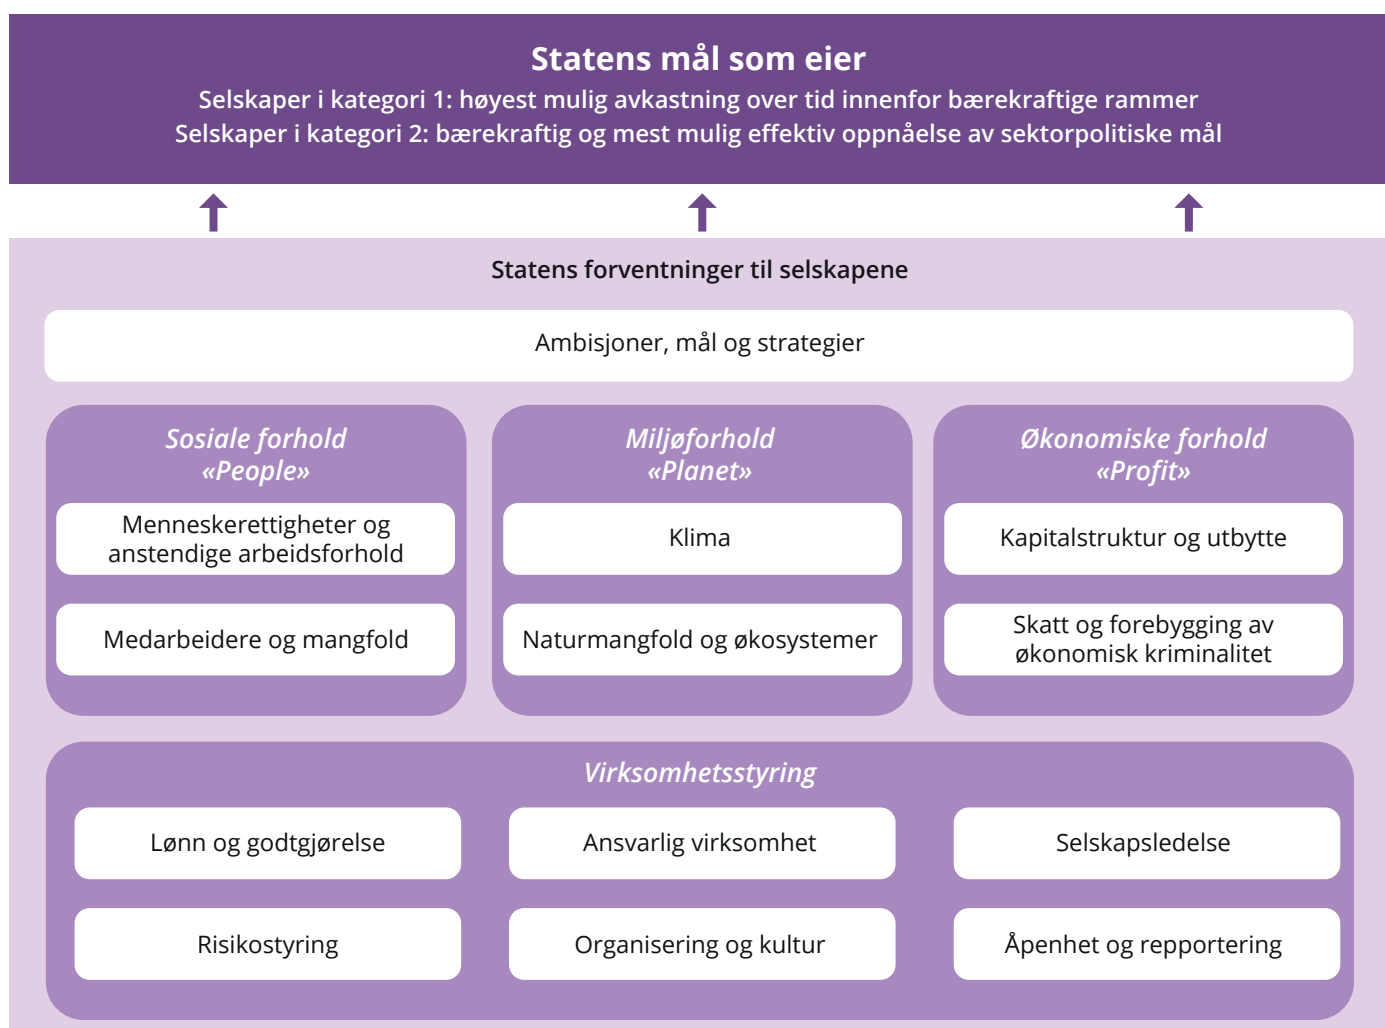 Statens mål som eier
Selskaper i kategori 1: høyest mulig avkastning over tid innenfor bærekraftige rammer
Selskaper i kategori 2: bærekraftig og mest mulig effektiv oppnåelse av sektorpolitiske mål
Statens forventninger til selskapene
Ambisjoner, mål og strategier
Sosiale forhold
«People»
Menneskerettigheter og
anstendige arbeidsforhold
Medarbeidere og mangfold
Miljøforhold
«Planet»
Klima
Naturmangfold og økosystemer
Økonomiske forhold
«Profit»
Kapitalstruktur og utbytte
Skatt og forebygging av
økonomisk kriminalitet
Virksomhetsstyring
Lønn og godtgjørelse
Ansvarlig virksomhet
Selskapsledelse
Risikostyring
Organisering og kultur
Åpenhet og repportering